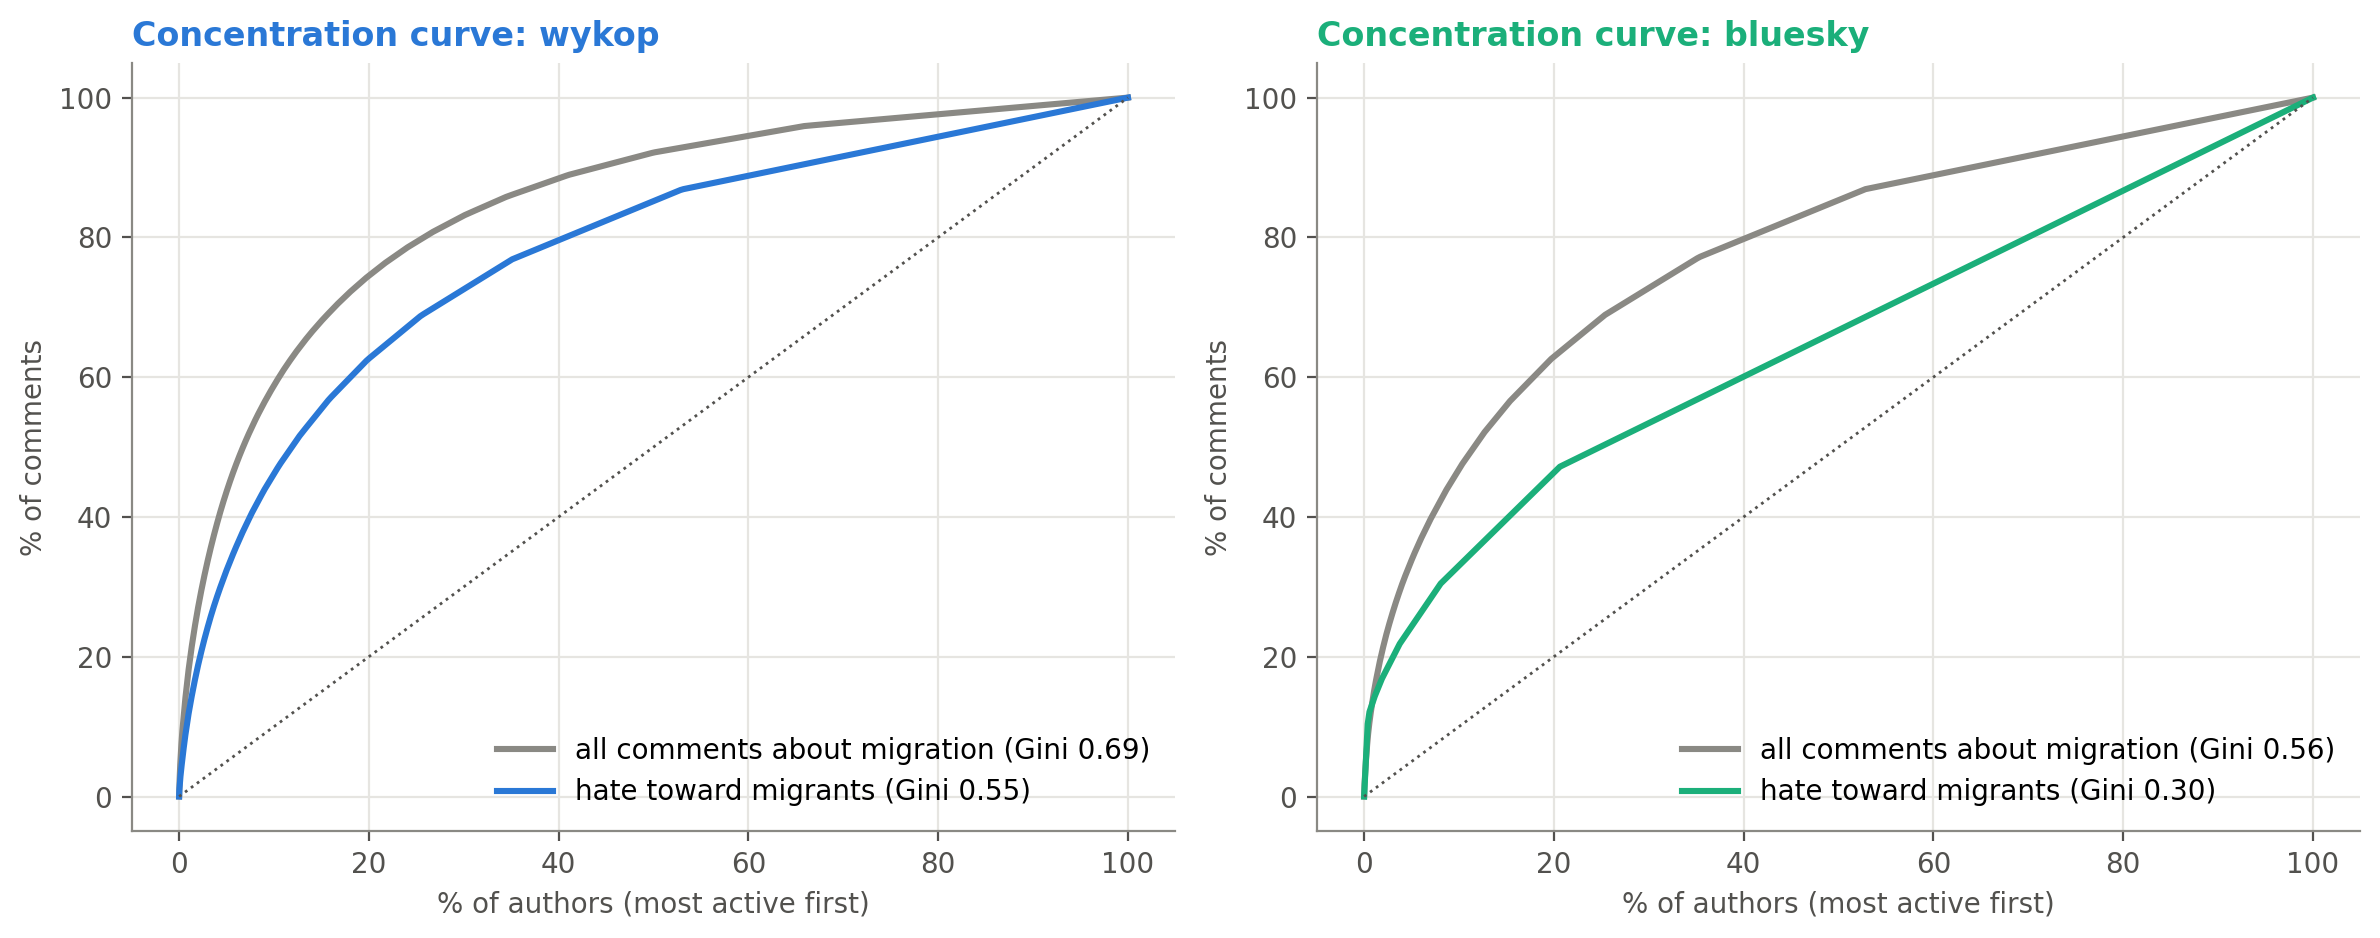 Concentration curve: wykop
% of comments
100
80
60
40
20
0
all comments about migration (Gini 0.69)
hate toward migrants (Gini 0.55)
0 20 40 60 80 100
% of authors (most active first)
Concentration curve: bluesky
% of comments
100
80
60
40
20
0
all comments about migration (Gini 0.56)
hate toward migrants (Gini 0.30)
0 20 40 60 80 100
% of authors (most active first)